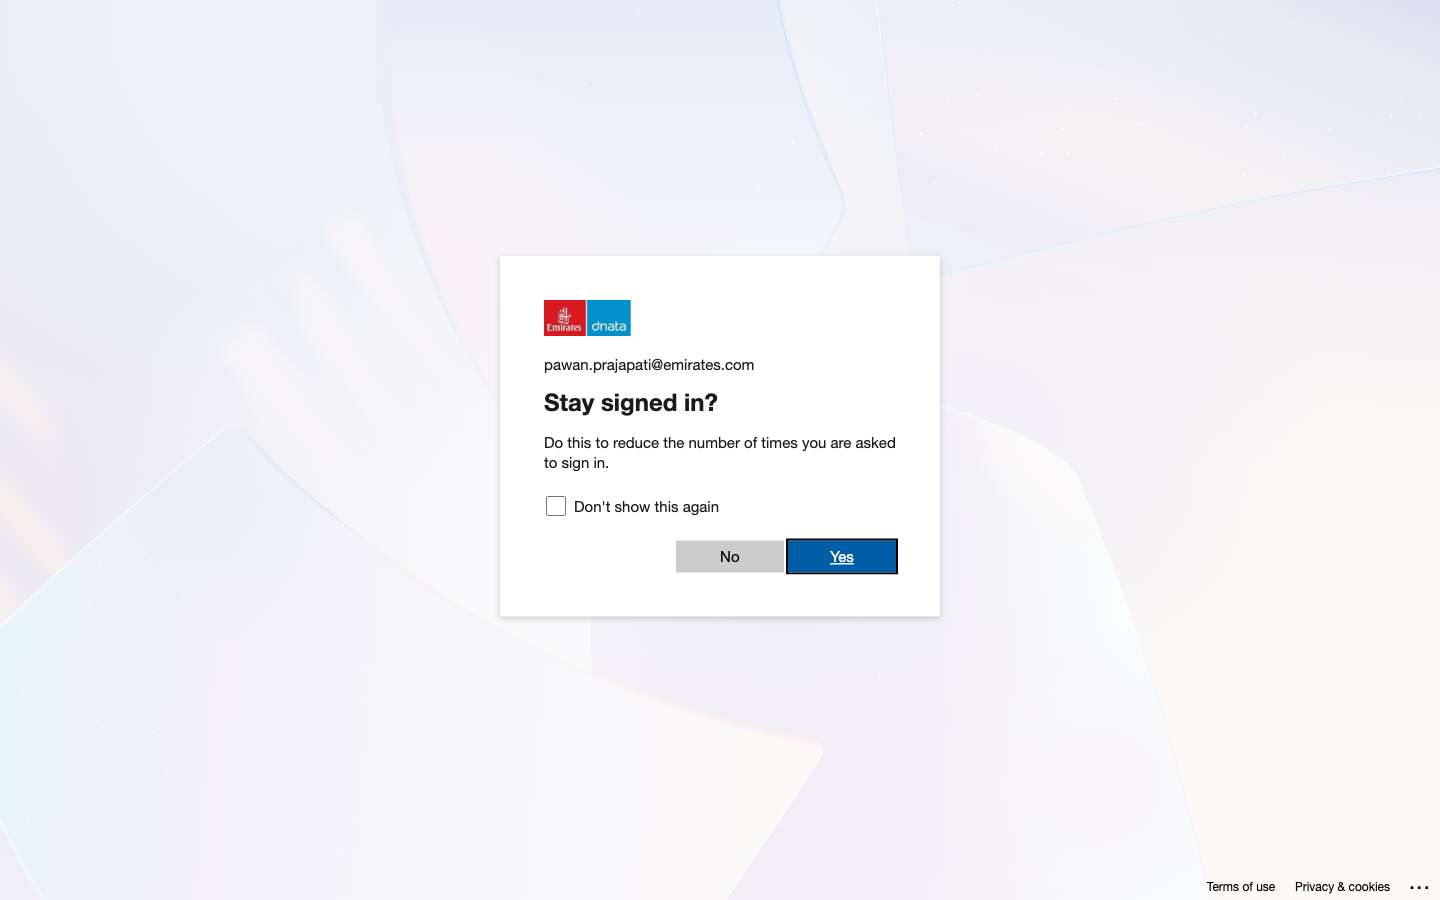 Emirates dnata
pawan.prajapati@emirates.com
Stay signed in?
Do this to reduce the number of times you are asked
to sign in.
Don't show this again
No Yes
Terms of use Privacy & cookies ...